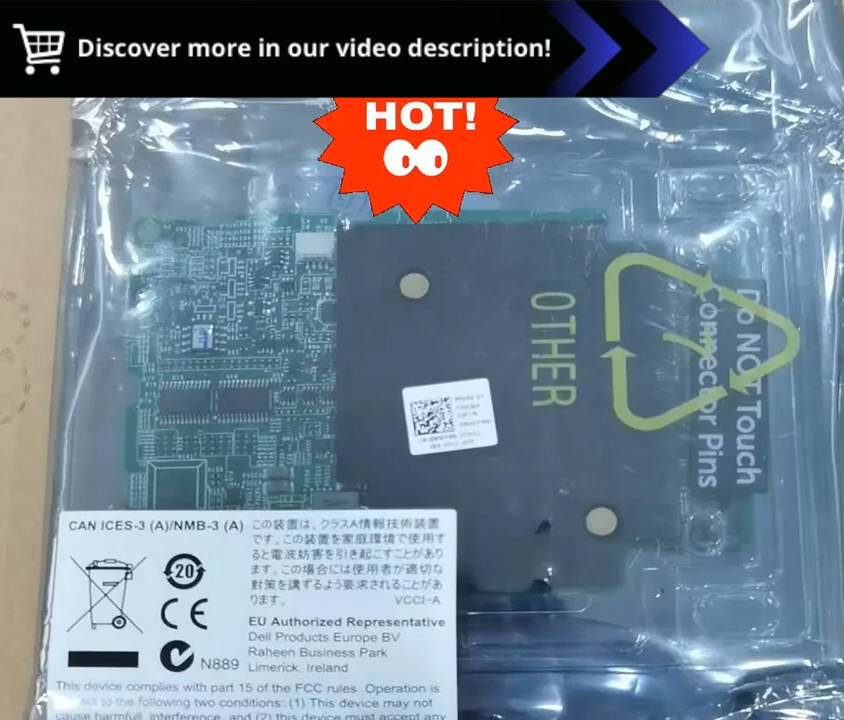 Discover more in our video description!
HOT!
OTHER
Do NOT Touch
Connector Pins
CAN ICES-3 (A)/NMB-3 (A)
この装置は、クラスA情報技術装置
です。この装置を家庭環境で使用す
ると電波妨害を引き起こすことがあり
ます。この場合には使用者が適切な
対策を講ずるよう要求されることがあ
ります。 VCCI-A
20
EU Authorized Representative
Dell Products Europe BV
Raheen Business Park
Limerick, Ireland
N889
This device complies with part 15 of the FCC rules. Operation is
to the following two conditions: (1) This device may not
cause harmful interference, and (2) this device must accept any